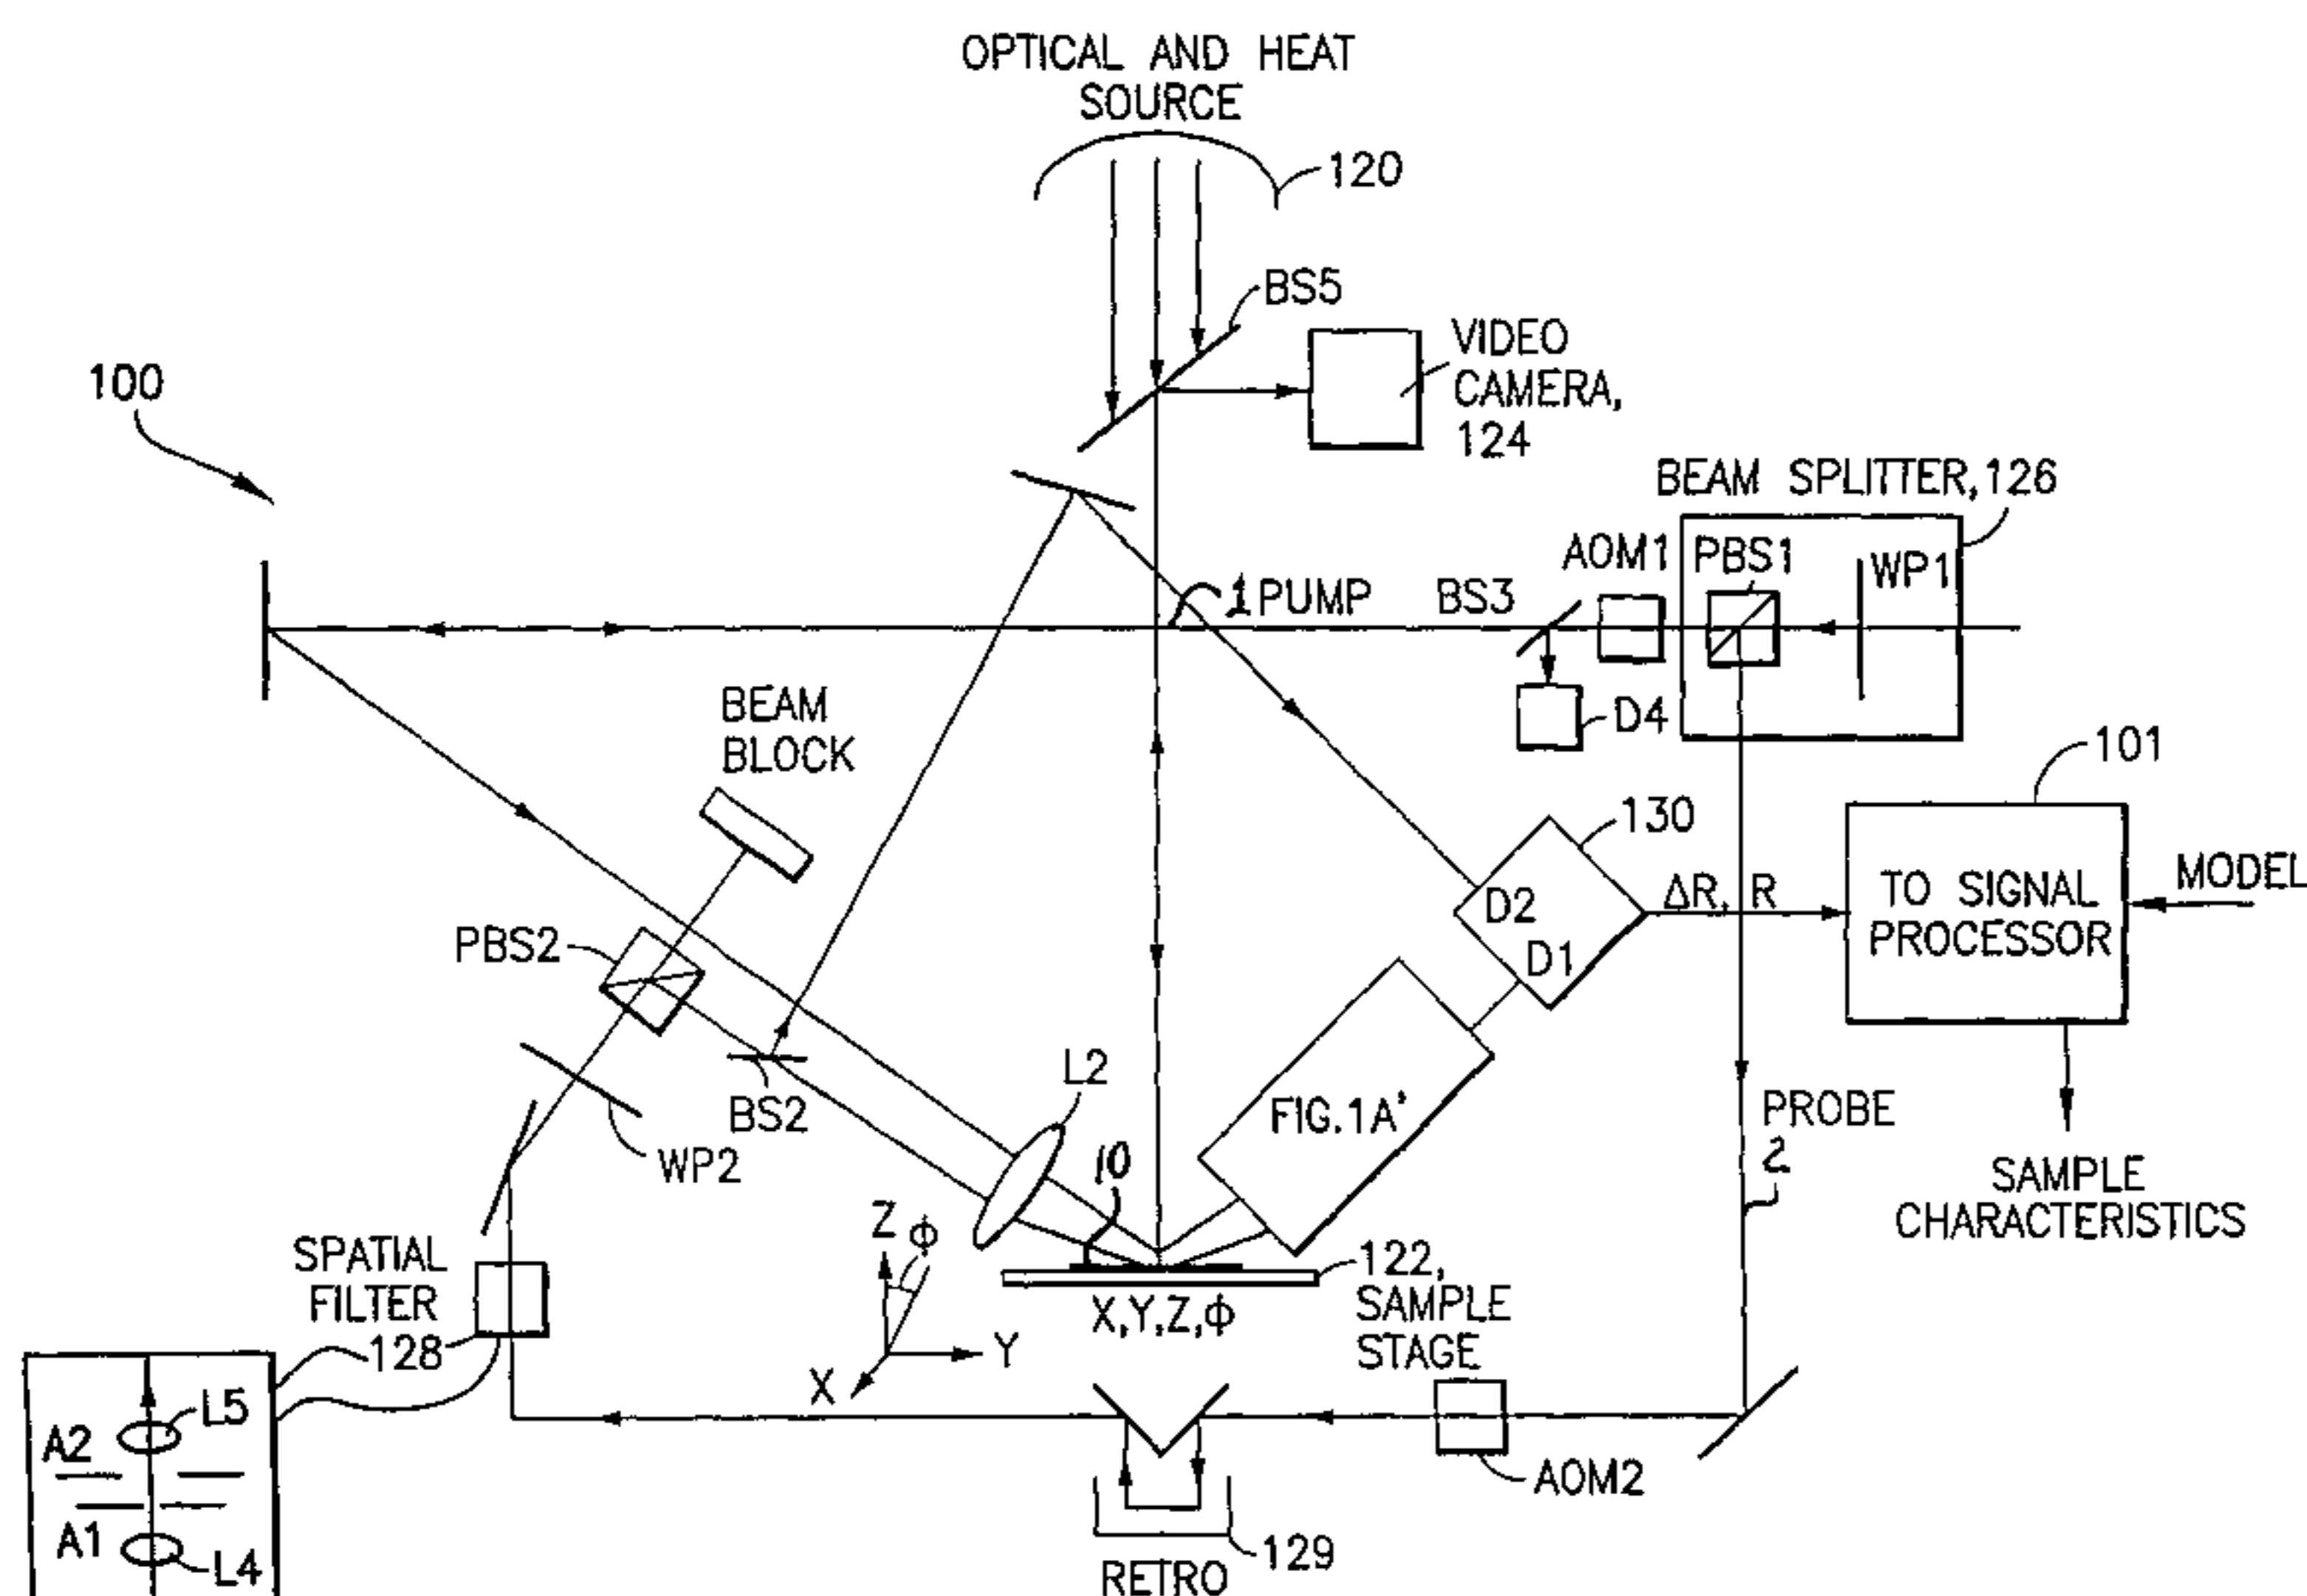 OPTICAL AND HEAT
SOURCE
120
BS5
VIDEO
CAMERA,
124
100
BEAM SPLITTER, 126
AOM1
PBS1
WP1
1 PUMP
BS3
D4
BEAM
BLOCK
101
130
ΔR, R
TO SIGNAL
PROCESSOR
MODEL
D2
D1
PBS2
L2
BS2
FIG.1A'
PROBE
2
WP2
10
SAMPLE
CHARACTERISTICS
Z
Φ
SPATIAL
FILTER
128
122,
SAMPLE
STAGE
X,Y,Z,Φ
Y
X
L5
A2
A1
L4
AOM2
129
RETRO